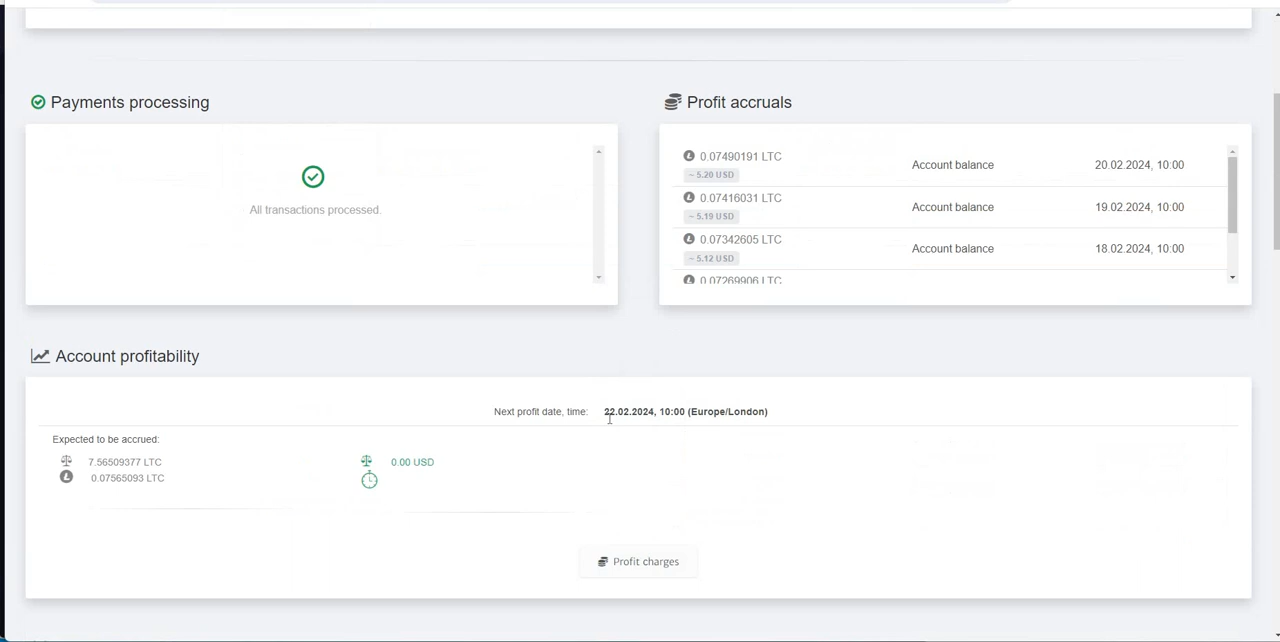 Payments processing
All transactions processed.
Profit accruals
0.07490191 LTC
~ 5.20 USD
Account balance
20.02.2024, 10:00
0.07416031 LTC
~ 5.19 USD
Account balance
19.02.2024, 10:00
0.07342605 LTC
~ 5.12 USD
Account balance
18.02.2024, 10:00
0.07269906 LTC
Account profitability
Next profit date, time: 22.02.2024, 10:00 (Europe/London)
Expected to be accrued:
7.56509377 LTC
0.00 USD
0.07565093 LTC
Profit charges